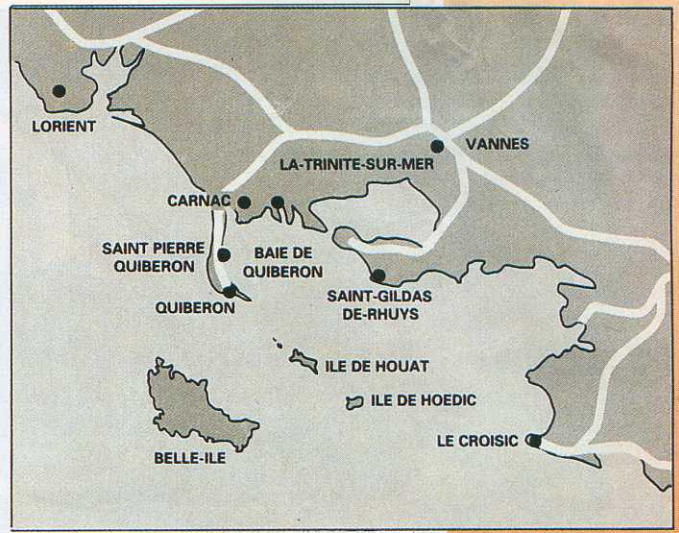 LORIENT
VANNES
LA-TRINITE-SUR-MER
CARNAC
SAINT PIERRE
QUIBERON
BAIE DE
QUIBERON
QUIBERON
SAINT-GILDAS
DE-RHUYS
ILE DE HOUAT
ILE DE HOEDIC
BELLE-ILE
LE CROISIC